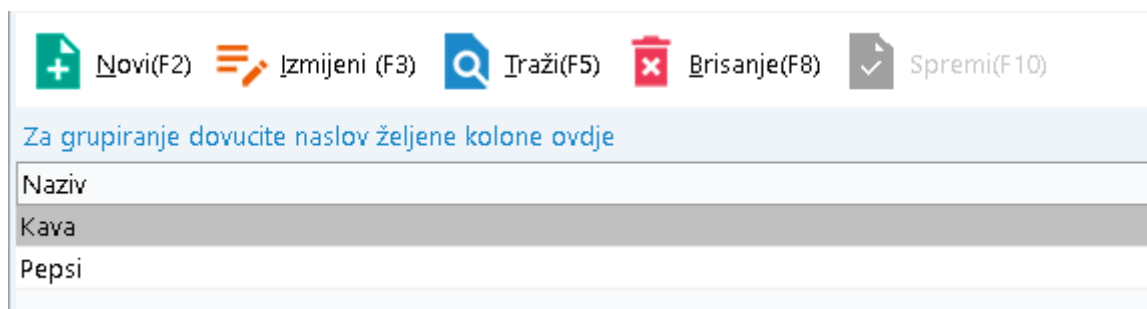 Novi(F2) Izmijeni (F3) Traži(F5) Brisanje(F8) Spremi(F10)
Za grupiranje dovucite naslov željene kolone ovdje
Naziv
Kava
Pepsi